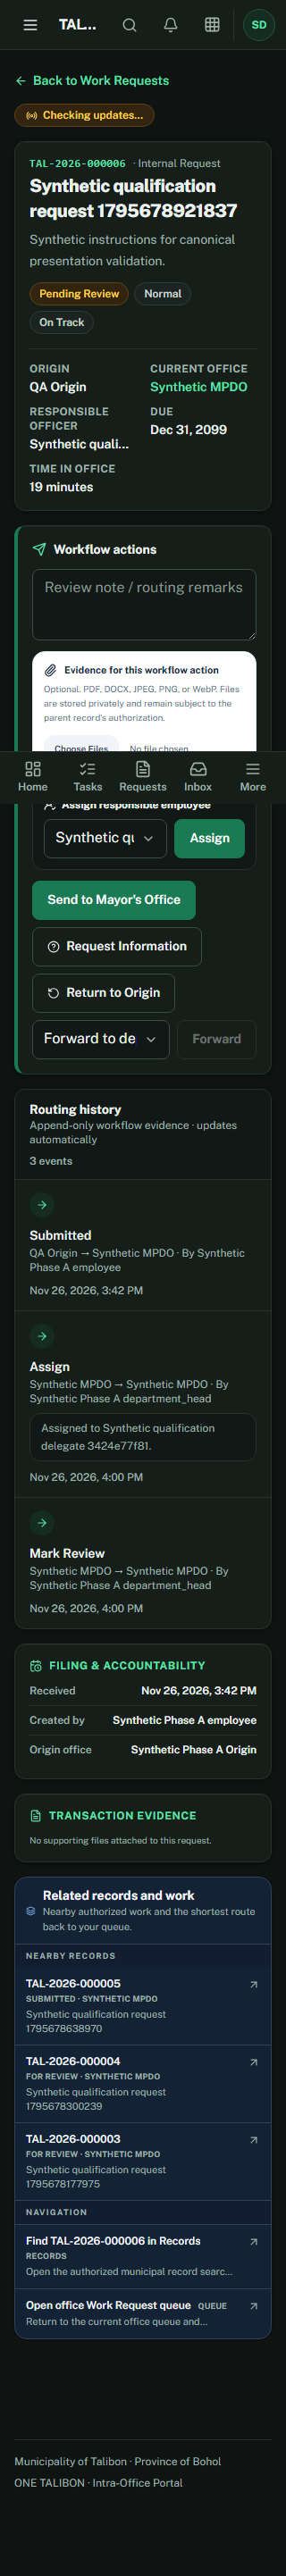 TAL...
SD
Back to Work Requests
Checking updates...
TAL-2026-000006 · Internal Request
Synthetic qualification
request 1795678921837
Synthetic instructions for canonical
presentation validation.
Pending Review
Normal
On Track
ORIGIN
QA Origin
CURRENT OFFICE
Synthetic MPDO
RESPONSIBLE
OFFICER
Synthetic quali...
DUE
Dec 31, 2099
TIME IN OFFICE
19 minutes
Workflow actions
Review note / routing remarks
Evidence for this workflow action
Optional. PDF, DOCX, JPEG, PNG, or WebP. Files
are stored privately and remain subject to the
parent record's authorization.
Choose Files
No file chosen
Home
Tasks
Requests
Inbox
More
Assign responsible employee
Synthetic qu
Assign
Send to Mayor's Office
Request Information
Return to Origin
Forward to de
Forward
Routing history
Append-only workflow evidence · updates
automatically
3 events
Submitted
QA Origin → Synthetic MPDO · By Synthetic
Phase A employee
Nov 26, 2026, 3:42 PM
Assign
Synthetic MPDO → Synthetic MPDO · By
Synthetic Phase A department_head
Assigned to Synthetic qualification
delegate 3424e77f81.
Nov 26, 2026, 4:00 PM
Mark Review
Synthetic MPDO → Synthetic MPDO · By
Synthetic Phase A department_head
Nov 26, 2026, 4:00 PM
FILING & ACCOUNTABILITY
Received
Nov 26, 2026, 3:42 PM
Created by
Synthetic Phase A employee
Origin office
Synthetic Phase A Origin
TRANSACTION EVIDENCE
No supporting files attached to this request.
Related records and work
Nearby authorized work and the shortest route
back to your queue.
NEARBY RECORDS
TAL-2026-000005
SUBMITTED · SYNTHETIC MPDO
Synthetic qualification request
1795678638970
TAL-2026-000004
FOR REVIEW · SYNTHETIC MPDO
Synthetic qualification request
1795678300239
TAL-2026-000003
FOR REVIEW · SYNTHETIC MPDO
Synthetic qualification request
1795678177975
NAVIGATION
Find TAL-2026-000006 in Records
RECORDS
Open the authorized municipal record searc...
Open office Work Request queue QUEUE
Return to the current office queue and...
Municipality of Talibon · Province of Bohol
ONE TALIBON · Intra-Office Portal